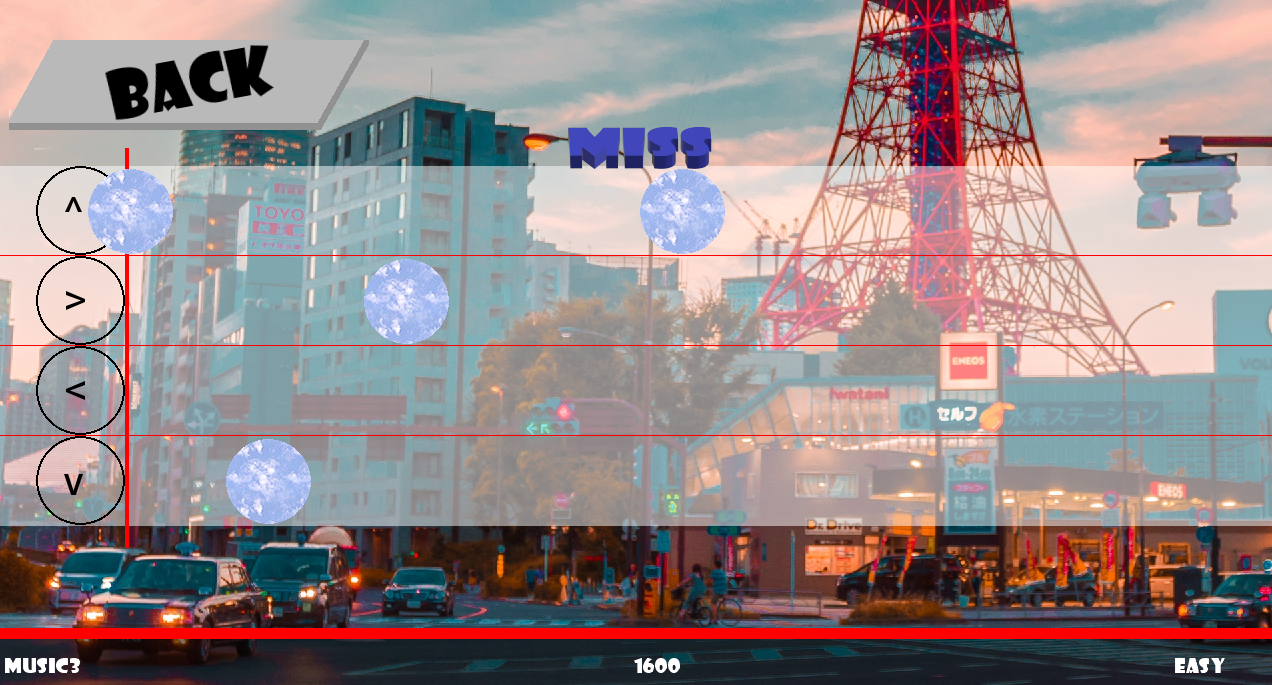 BACK
MISS
^
TOYO
>
ENEOS
<
Iwatani
セルフ
水素ステーション
V
ENEOS
Dr.Drive
MUSIC3
1600
EASY